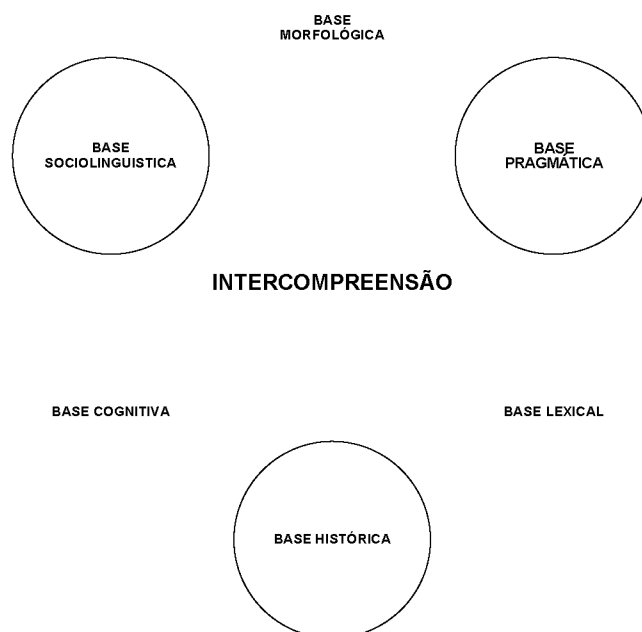 BASE
MORFOLÓGICA
BASE
SOCIOLINGUISTICA
BASE
PRAGMÁTICA
INTERCOMPREENSÃO
BASE COGNITIVA
BASE LEXICAL
BASE HISTÓRICA